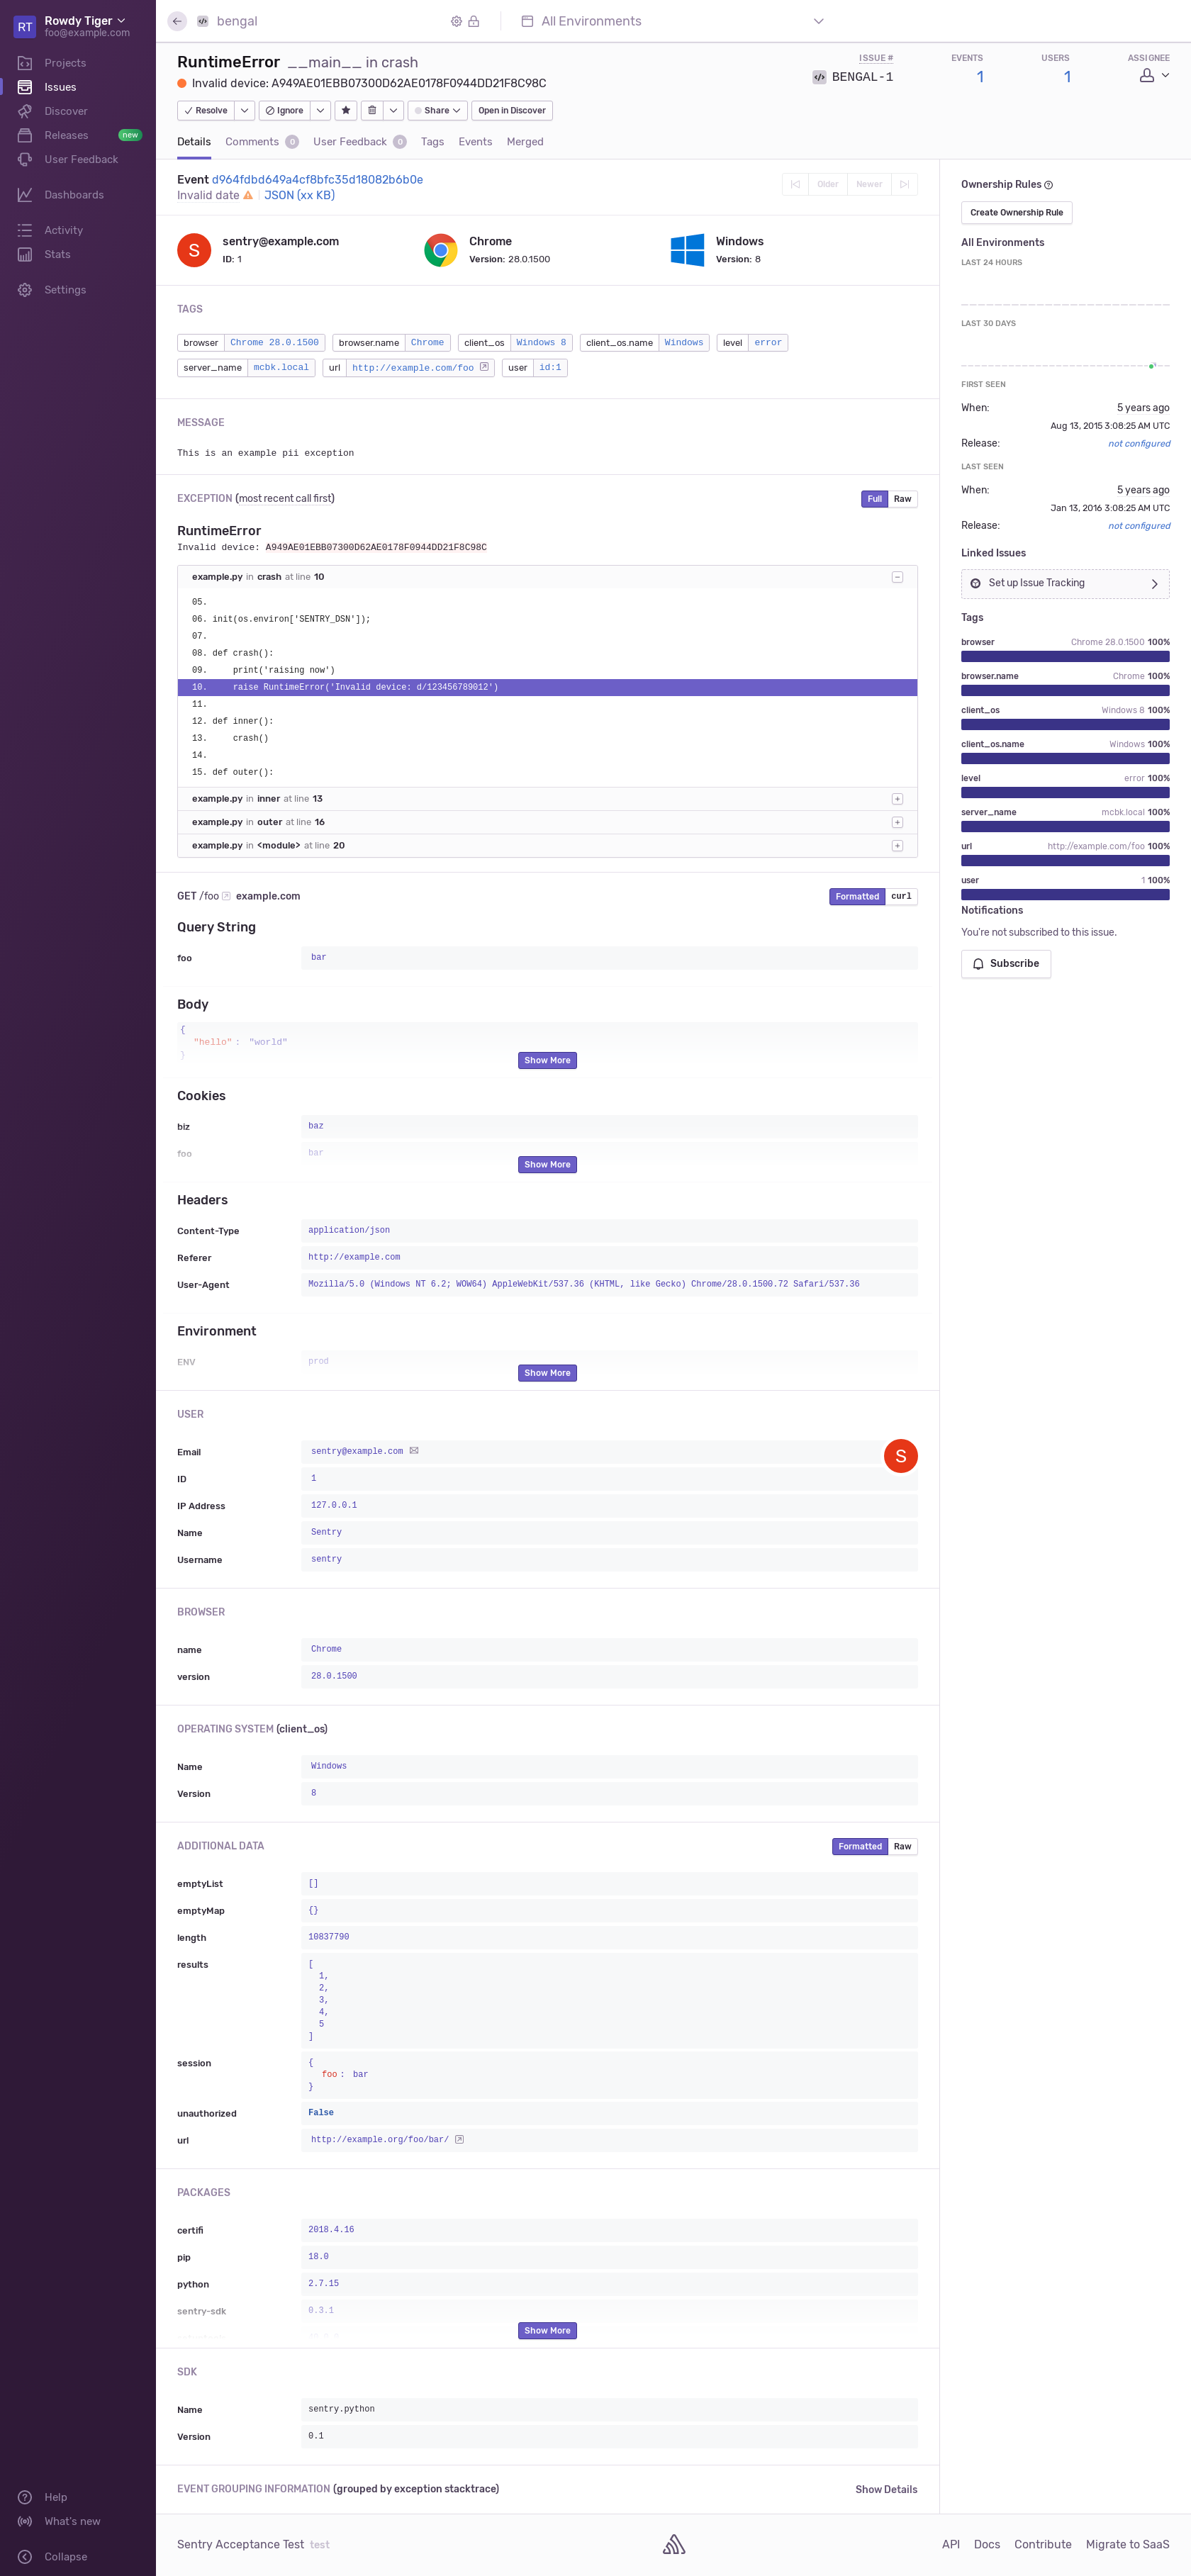 RT
Rowdy Tiger
foo@example.com
Projects
Issues
Discover
Releases new
User Feedback
Dashboards
Activity
Stats
Settings
Help
What's new
Collapse
bengal
All Environments
RuntimeError __main__ in crash
Invalid device: A949AE01EBB07300D62AE0178F0944DD21F8C98C
ISSUE # EVENTS USERS ASSIGNEE
BENGAL-1 1 1
Resolve Ignore Share Open in Discover
Details Comments 0 User Feedback 0 Tags Events Merged
Event d964fdbd649a4cf8bfc35d18082b6b0e
Invalid date JSON (xx KB)
Older Newer
S
sentry@example.com
ID: 1
Chrome
Version: 28.0.1500
Windows
Version: 8
TAGS
browser Chrome 28.0.1500 browser.name Chrome client_os Windows 8 client_os.name Windows level error
server_name mcbk.local url http://example.com/foo user id:1
MESSAGE
This is an example pii exception
EXCEPTION (most recent call first)
Full Raw
RuntimeError
Invalid device: A949AE01EBB07300D62AE0178F0944DD21F8C98C
example.py in crash at line 10
05.
06. init(os.environ['SENTRY_DSN']);
07.
08. def crash():
09.     print('raising now')
10.     raise RuntimeError('Invalid device: d/123456789012')
11.
12. def inner():
13.     crash()
14.
15. def outer():
example.py in inner at line 13
example.py in outer at line 16
example.py in <module> at line 20
GET /foo example.com
Formatted curl
Query String
foo bar
Body
{
"hello": "world"
}
Show More
Cookies
biz baz
foo bar
Show More
Headers
Content-Type application/json
Referer http://example.com
User-Agent Mozilla/5.0 (Windows NT 6.2; WOW64) AppleWebKit/537.36 (KHTML, like Gecko) Chrome/28.0.1500.72 Safari/537.36
Environment
ENV prod
Show More
USER
Email sentry@example.com
S
ID 1
IP Address 127.0.0.1
Name Sentry
Username sentry
BROWSER
name Chrome
version 28.0.1500
OPERATING SYSTEM (client_os)
Name Windows
Version 8
ADDITIONAL DATA
Formatted Raw
emptyList []
emptyMap {}
length 10837790
results [
1,
2,
3,
4,
5
]
session {
foo: bar
}
unauthorized False
url http://example.org/foo/bar/
PACKAGES
certifi 2018.4.16
pip 18.0
python 2.7.15
sentry-sdk 0.3.1
Show More
SDK
Name sentry.python
Version 0.1
EVENT GROUPING INFORMATION (grouped by exception stacktrace)
Show Details
Ownership Rules
Create Ownership Rule
All Environments
LAST 24 HOURS
LAST 30 DAYS
FIRST SEEN
When: 5 years ago
Aug 13, 2015 3:08:25 AM UTC
Release: not configured
LAST SEEN
When: 5 years ago
Jan 13, 2016 3:08:25 AM UTC
Release: not configured
Linked Issues
Set up Issue Tracking
Tags
browser Chrome 28.0.1500 100%
browser.name Chrome 100%
client_os Windows 8 100%
client_os.name Windows 100%
level error 100%
server_name mcbk.local 100%
url http://example.com/foo 100%
user 1 100%
Notifications
You're not subscribed to this issue.
Subscribe
Sentry Acceptance Test test
API Docs Contribute Migrate to SaaS